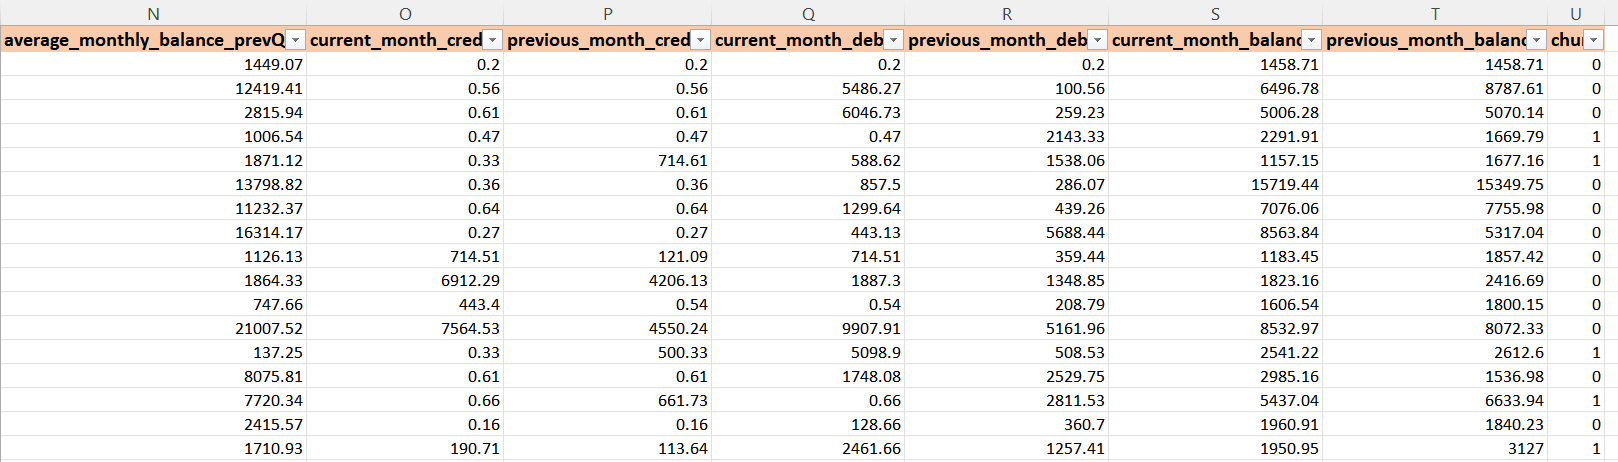 N O P Q R S T U
average_monthly_balance_prevQ current_month_cred previous_month_cred current_month_deb previous_month_deb current_month_balanc previous_month_balanc chu
1449.07 0.2 0.2 0.2 0.2 1458.71 1458.71 0
12419.41 0.56 0.56 5486.27 100.56 6496.78 8787.61 0
2815.94 0.61 0.61 6046.73 259.23 5006.28 5070.14 0
1006.54 0.47 0.47 0.47 2143.33 2291.91 1669.79 1
1871.12 0.33 714.61 588.62 1538.06 1157.15 1677.16 1
13798.82 0.36 0.36 857.5 286.07 15719.44 15349.75 0
11232.37 0.64 0.64 1299.64 439.26 7076.06 7755.98 0
16314.17 0.27 0.27 443.13 5688.44 8563.84 5317.04 0
1126.13 714.51 121.09 714.51 359.44 1183.45 1857.42 0
1864.33 6912.29 4206.13 1887.3 1348.85 1823.16 2416.69 0
747.66 443.4 0.54 0.54 208.79 1606.54 1800.15 0
21007.52 7564.53 4550.24 9907.91 5161.96 8532.97 8072.33 0
137.25 0.33 500.33 5098.9 508.53 2541.22 2612.6 1
8075.81 0.61 0.61 1748.08 2529.75 2985.16 1536.98 0
7720.34 0.66 661.73 0.66 2811.53 5437.04 6633.94 1
2415.57 0.16 0.16 128.66 360.7 1960.91 1840.23 0
1710.93 190.71 113.64 2461.66 1257.41 1950.95 3127 1